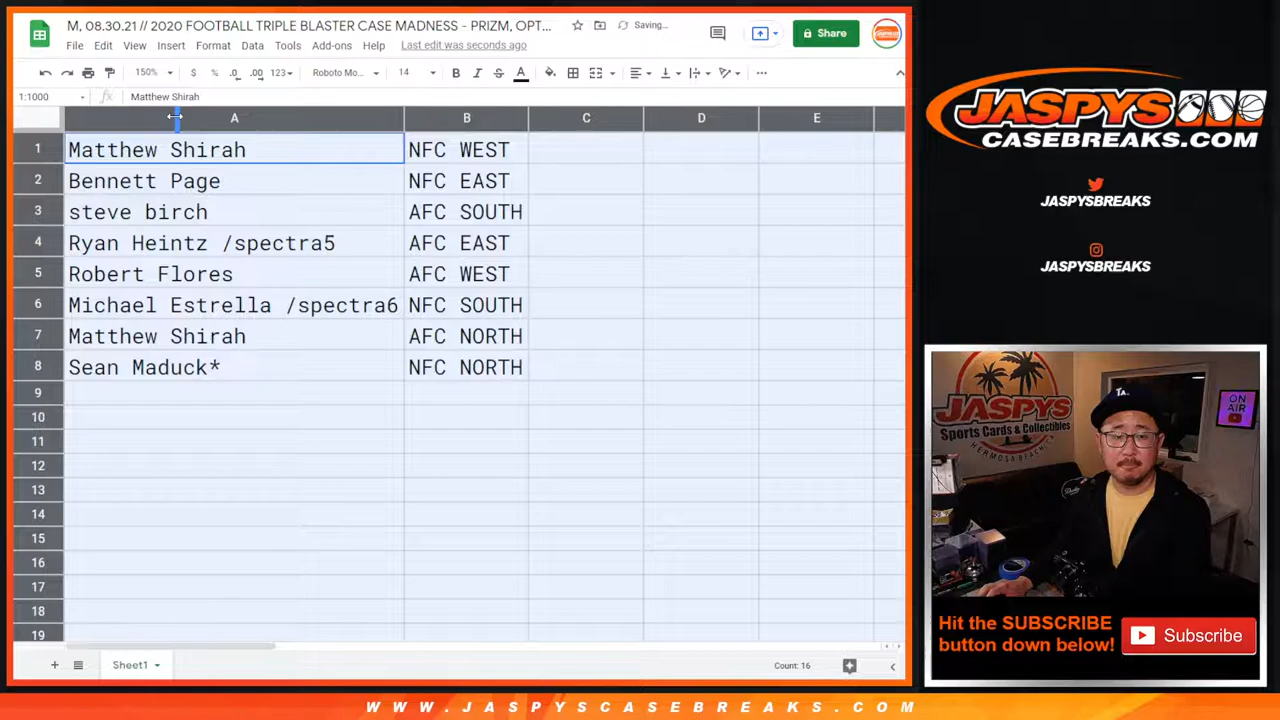 M, 08.30.21// 2020 FOOTBALL TRIPLE BLASTER CASE MADNESS - PRIZM, OPT...
Saving...
File Edit View Insert Format Data Tools Add-ons Help Last edit was seconds ago
Share
150% $ % .0 .00 123 Roboto Mo... 14 B I S A
1:1000 fx Matthew Shirah
A B C D E
1 Matthew Shirah NFC WEST
2 Bennett Page NFC EAST
3 steve birch AFC SOUTH
4 Ryan Heintz /spectra5 AFC EAST
5 Robert Flores AFC WEST
6 Michael Estrella /spectra6 NFC SOUTH
7 Matthew Shirah AFC NORTH
8 Sean Maduck* NFC NORTH
9
10
11
12
13
14
15
16
17
18
19
+ Sheet1 Count: 16
JASPYS
CASEBREAKS.COM
JASPYSBREAKS
JASPYSBREAKS
JASPYS
Sports Cards & Collectibles
HERMOSA BEACH
TA
ON AIR
Hit the SUBSCRIBE
button down below!
Subscribe
WWW.JASPYSCASEBREAKS.COM